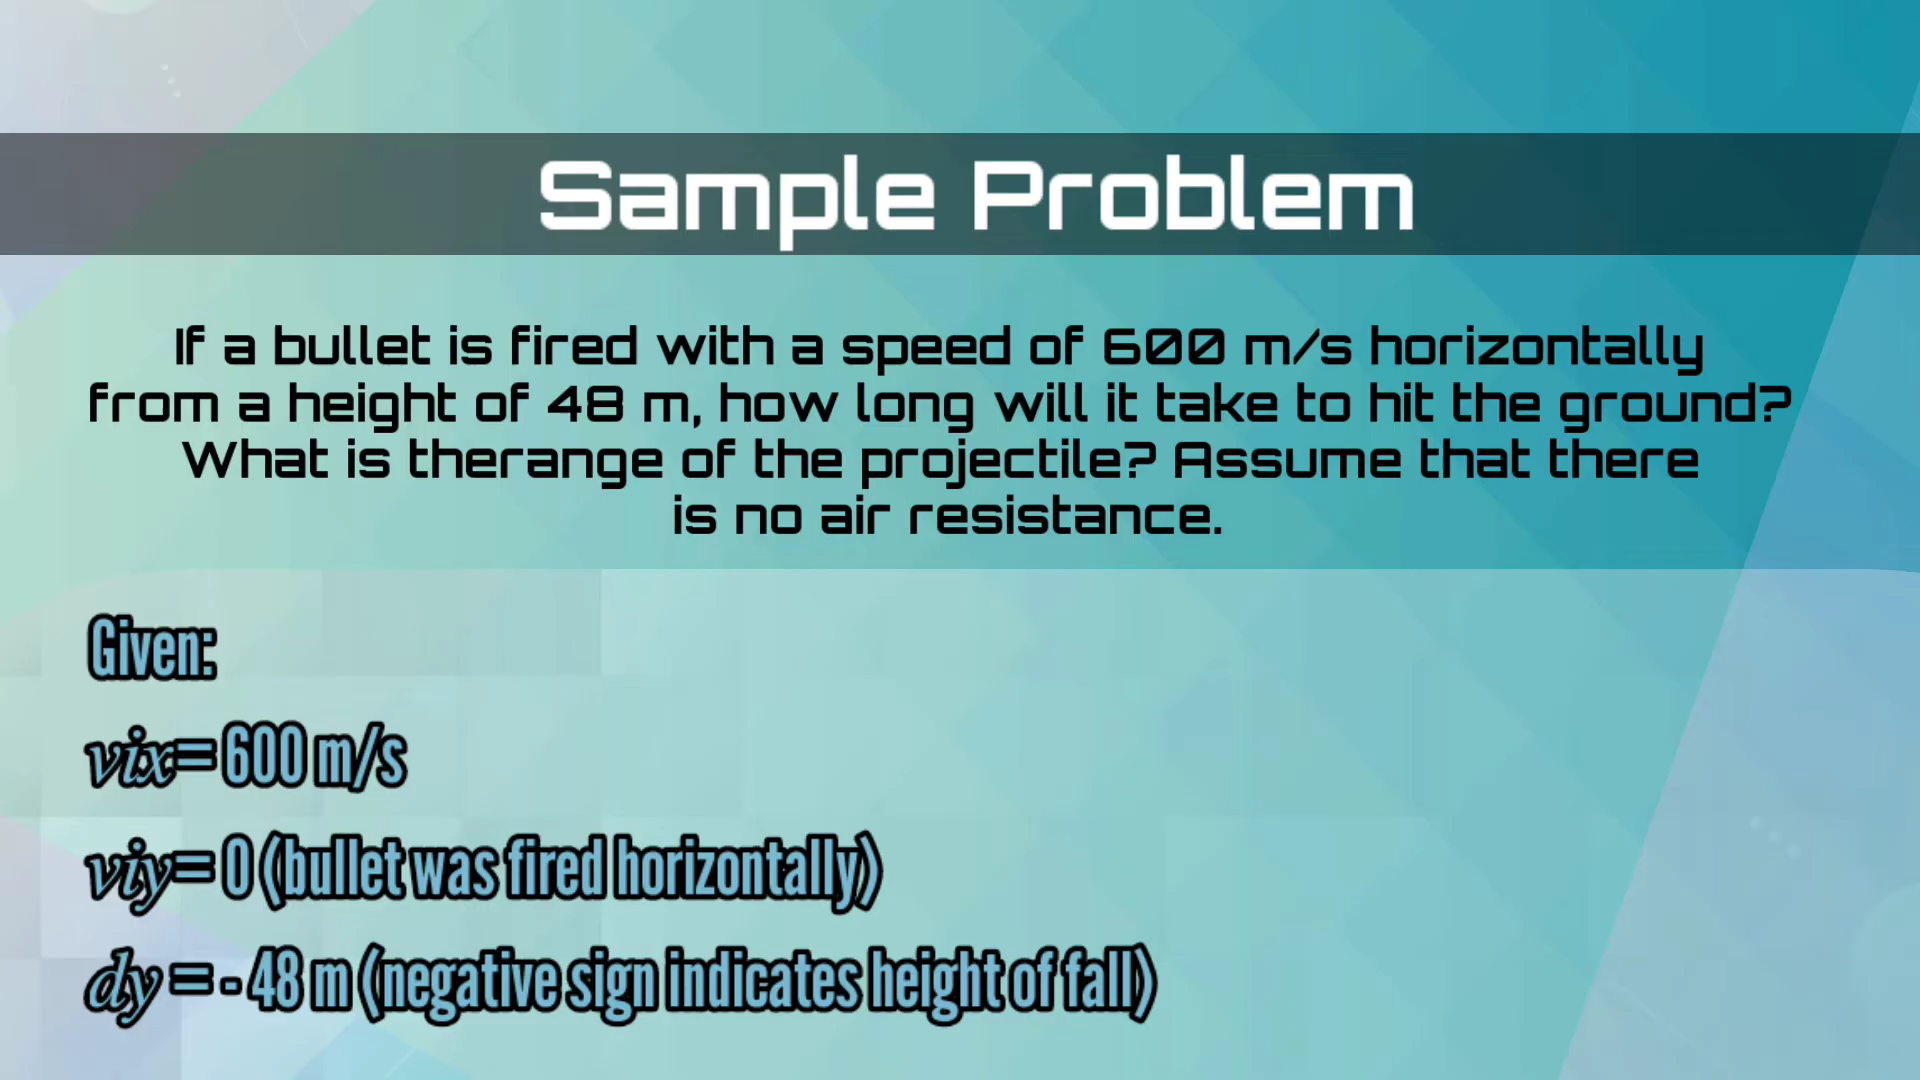 Sample Problem
If a bullet is fired with a speed of 600 m/s horizontally
from a height of 48 m, how long will it take to hit the ground?
What is therange of the projectile? Assume that there
is no air resistance.
Given:
vix= 600 m/s
viy= 0 (bullet was fired horizontally)
dy = - 48 m (negative sign indicates height of fall)